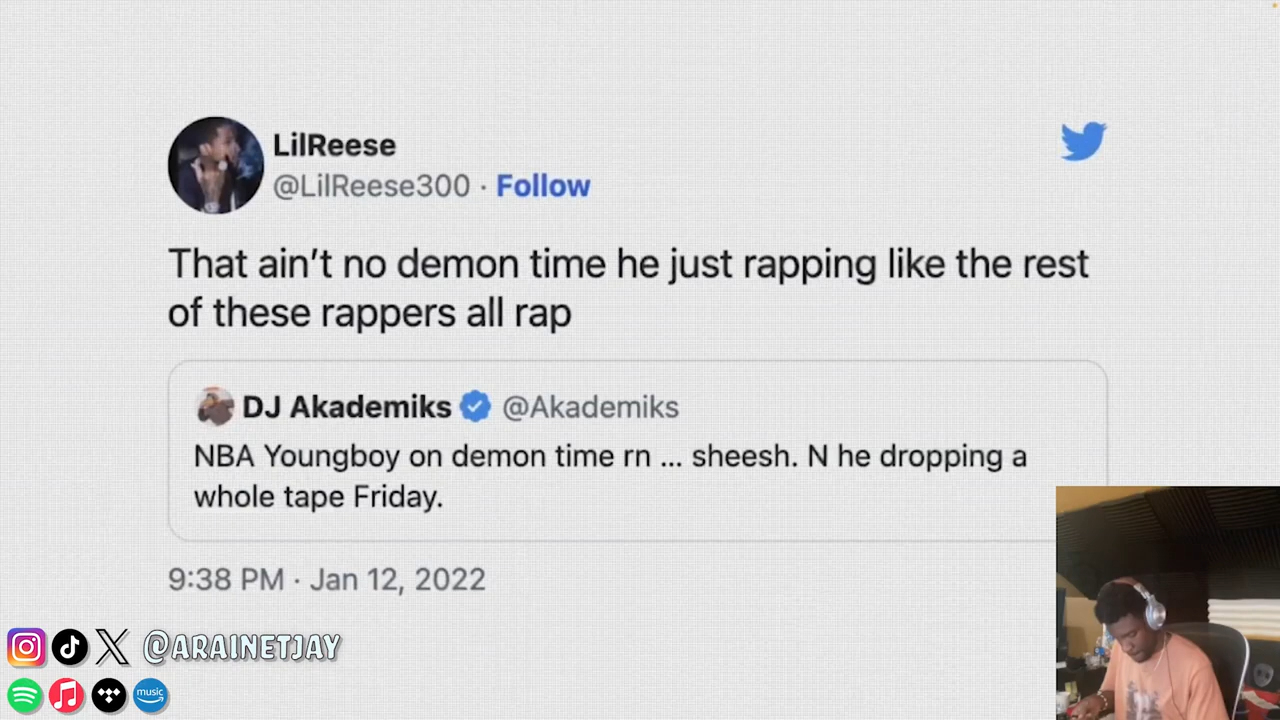 LilReese
@LilReese300 · Follow
That ain’t no demon time he just rapping like the rest
of these rappers all rap
DJ Akademiks @Akademiks
NBA Youngboy on demon time rn ... sheesh. N he dropping a
whole tape Friday.
9:38 PM · Jan 12, 2022
@ARAINETJAY
music